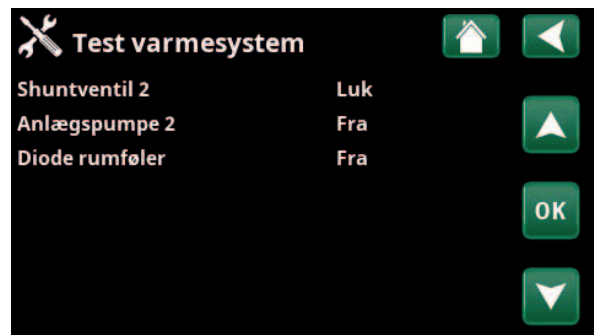 Test varmesystem
Shuntventil 2 Luk
Anlægspumpe 2 Fra
Diode rumføler Fra
OK